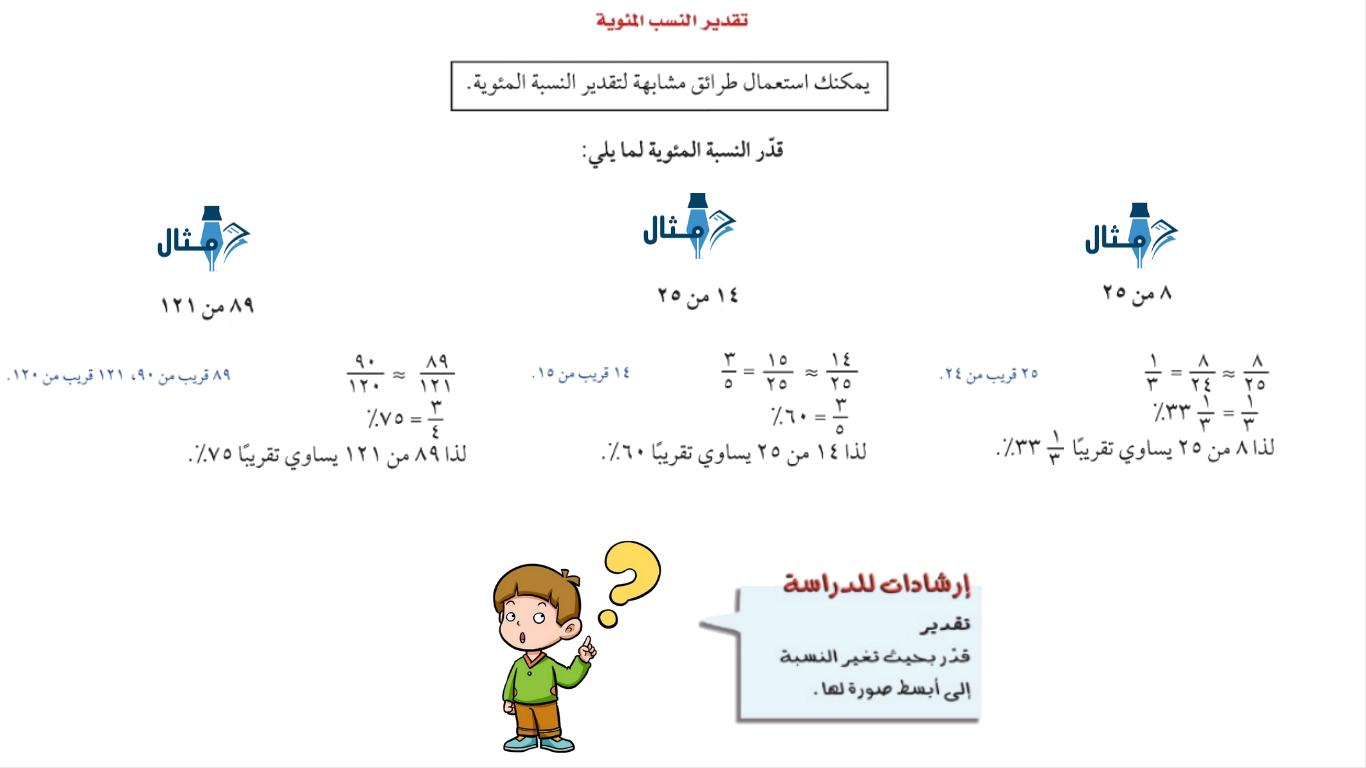 تقدير النسب المئوية
يمكنك استعمال طرائق مشابهة لتقدير النسبة المئوية.
قدّر النسبة المئوية لما يلي:
مثال
٨ من ٢٥
٨/٢٥ ≈ ٨/٢٤ = ١/٣
٢٥ قريب من ٢٤.
١/٣ = ٣٣ ١/٣٪
لذا ٨ من ٢٥ يساوي تقريبًا ٣٣ ١/٣٪.
مثال
١٤ من ٢٥
١٤/٢٥ ≈ ١٥/٢٥ = ٣/٥
١٤ قريب من ١٥.
٣/٥ = ٦٠٪
لذا ١٤ من ٢٥ يساوي تقريبًا ٦٠٪.
مثال
٨٩ من ١٢١
٨٩/١٢١ ≈ ٩٠/١٢٠
٨٩ قريب من ٩٠، ١٢١ قريب من ١٢٠.
٣/٤ = ٧٥٪
لذا ٨٩ من ١٢١ يساوي تقريبًا ٧٥٪.
إرشادات للدراسة
تقدير
قدّر بحيث تغير النسبة
إلى أبسط صورة لها.